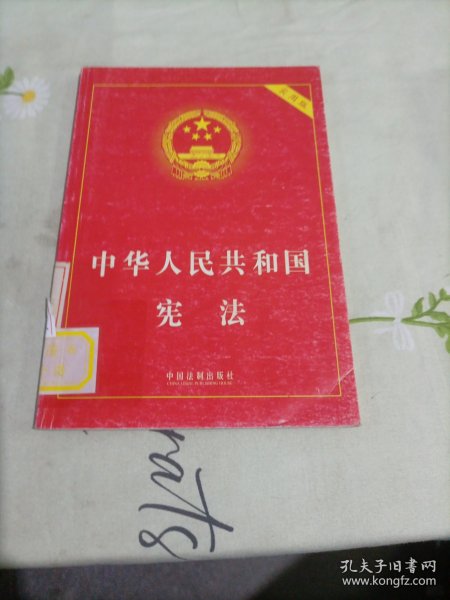 实用版
中华人民共和国
宪法
中国法制出版社
CHINA LEGAL PUBLISHING HOUSE
rats
孔夫子旧书网
www.kongfz.com